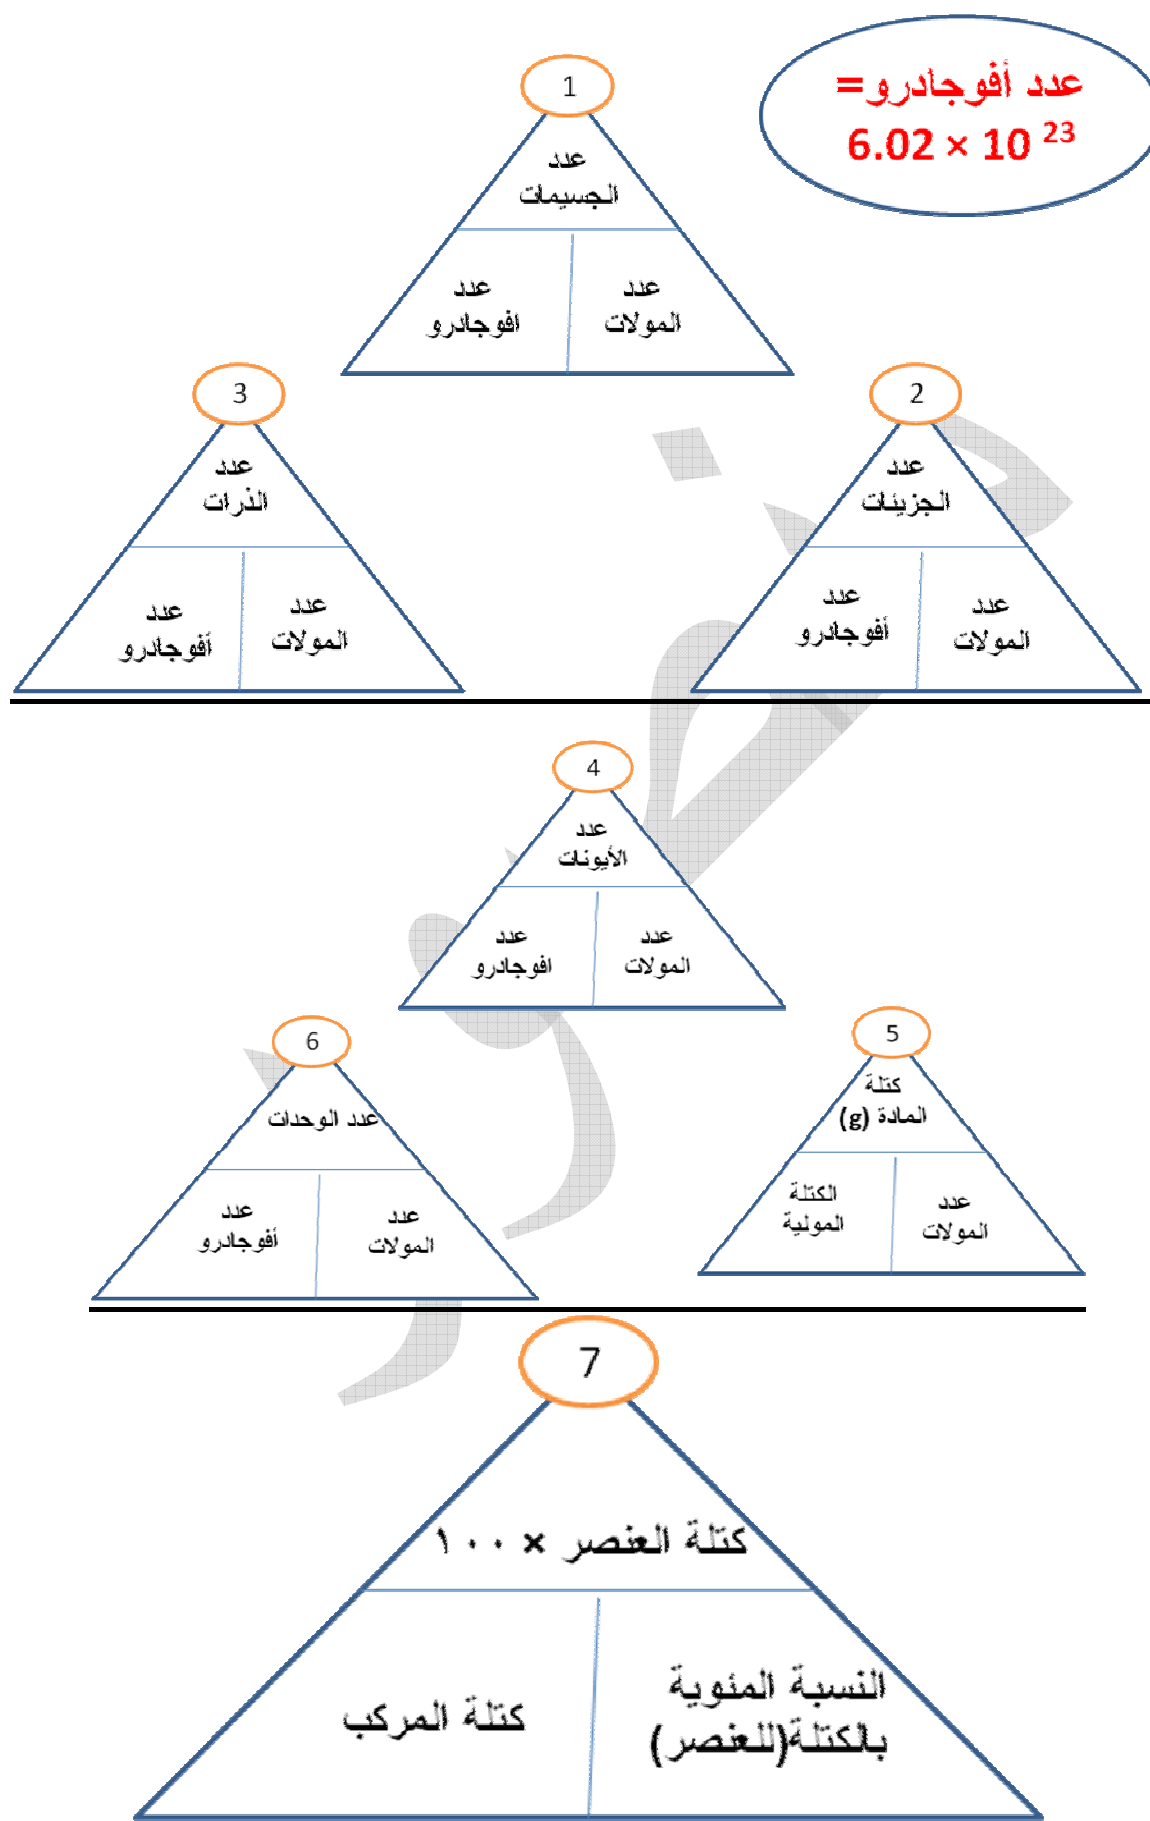 عدد أفوجادرو=
6.02 × 10 23
1
عدد
الجسيمات
عدد
المولات
عدد
افوجادرو
2
عدد
الجزيئات
عدد
المولات
عدد
أفوجادرو
3
عدد
الذرات
عدد
المولات
عدد
أفوجادرو
4
عدد
الأيونات
عدد
المولات
عدد
افوجادرو
5
كتلة
المادة (g)
عدد
المولات
الكتلة
المولية
6
عدد الوحدات
عدد
المولات
عدد
أفوجادرو
7
كتلة العنصر × ١٠٠
النسبة المئوية
بالكتلة(للعنصر)
كتلة المركب